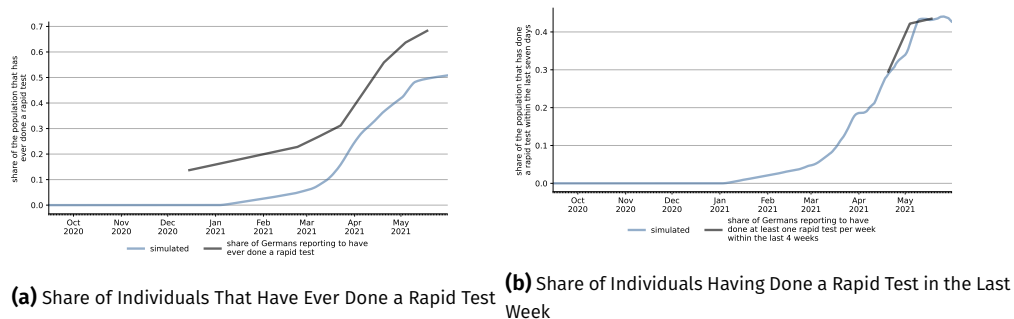 share of the population that has
ever done a rapid test
0.7
0.6
0.5
0.4
0.3
0.2
0.1
0.0
Oct
2020
Nov
2020
Dec
2020
Jan
2021
Feb
2021
Mar
2021
Apr
2021
May
2021
simulated
share of Germans reporting to have
ever done a rapid test
(a) Share of Individuals That Have Ever Done a Rapid Test
share of the population that has done
a rapid test within the last seven days
0.4
0.3
0.2
0.1
0.0
Oct
2020
Nov
2020
Dec
2020
Jan
2021
Feb
2021
Mar
2021
Apr
2021
May
2021
simulated
share of Germans reporting to have
done at least one rapid test per week
within the last 4 weeks
(b) Share of Individuals Having Done a Rapid Test in the Last
Week